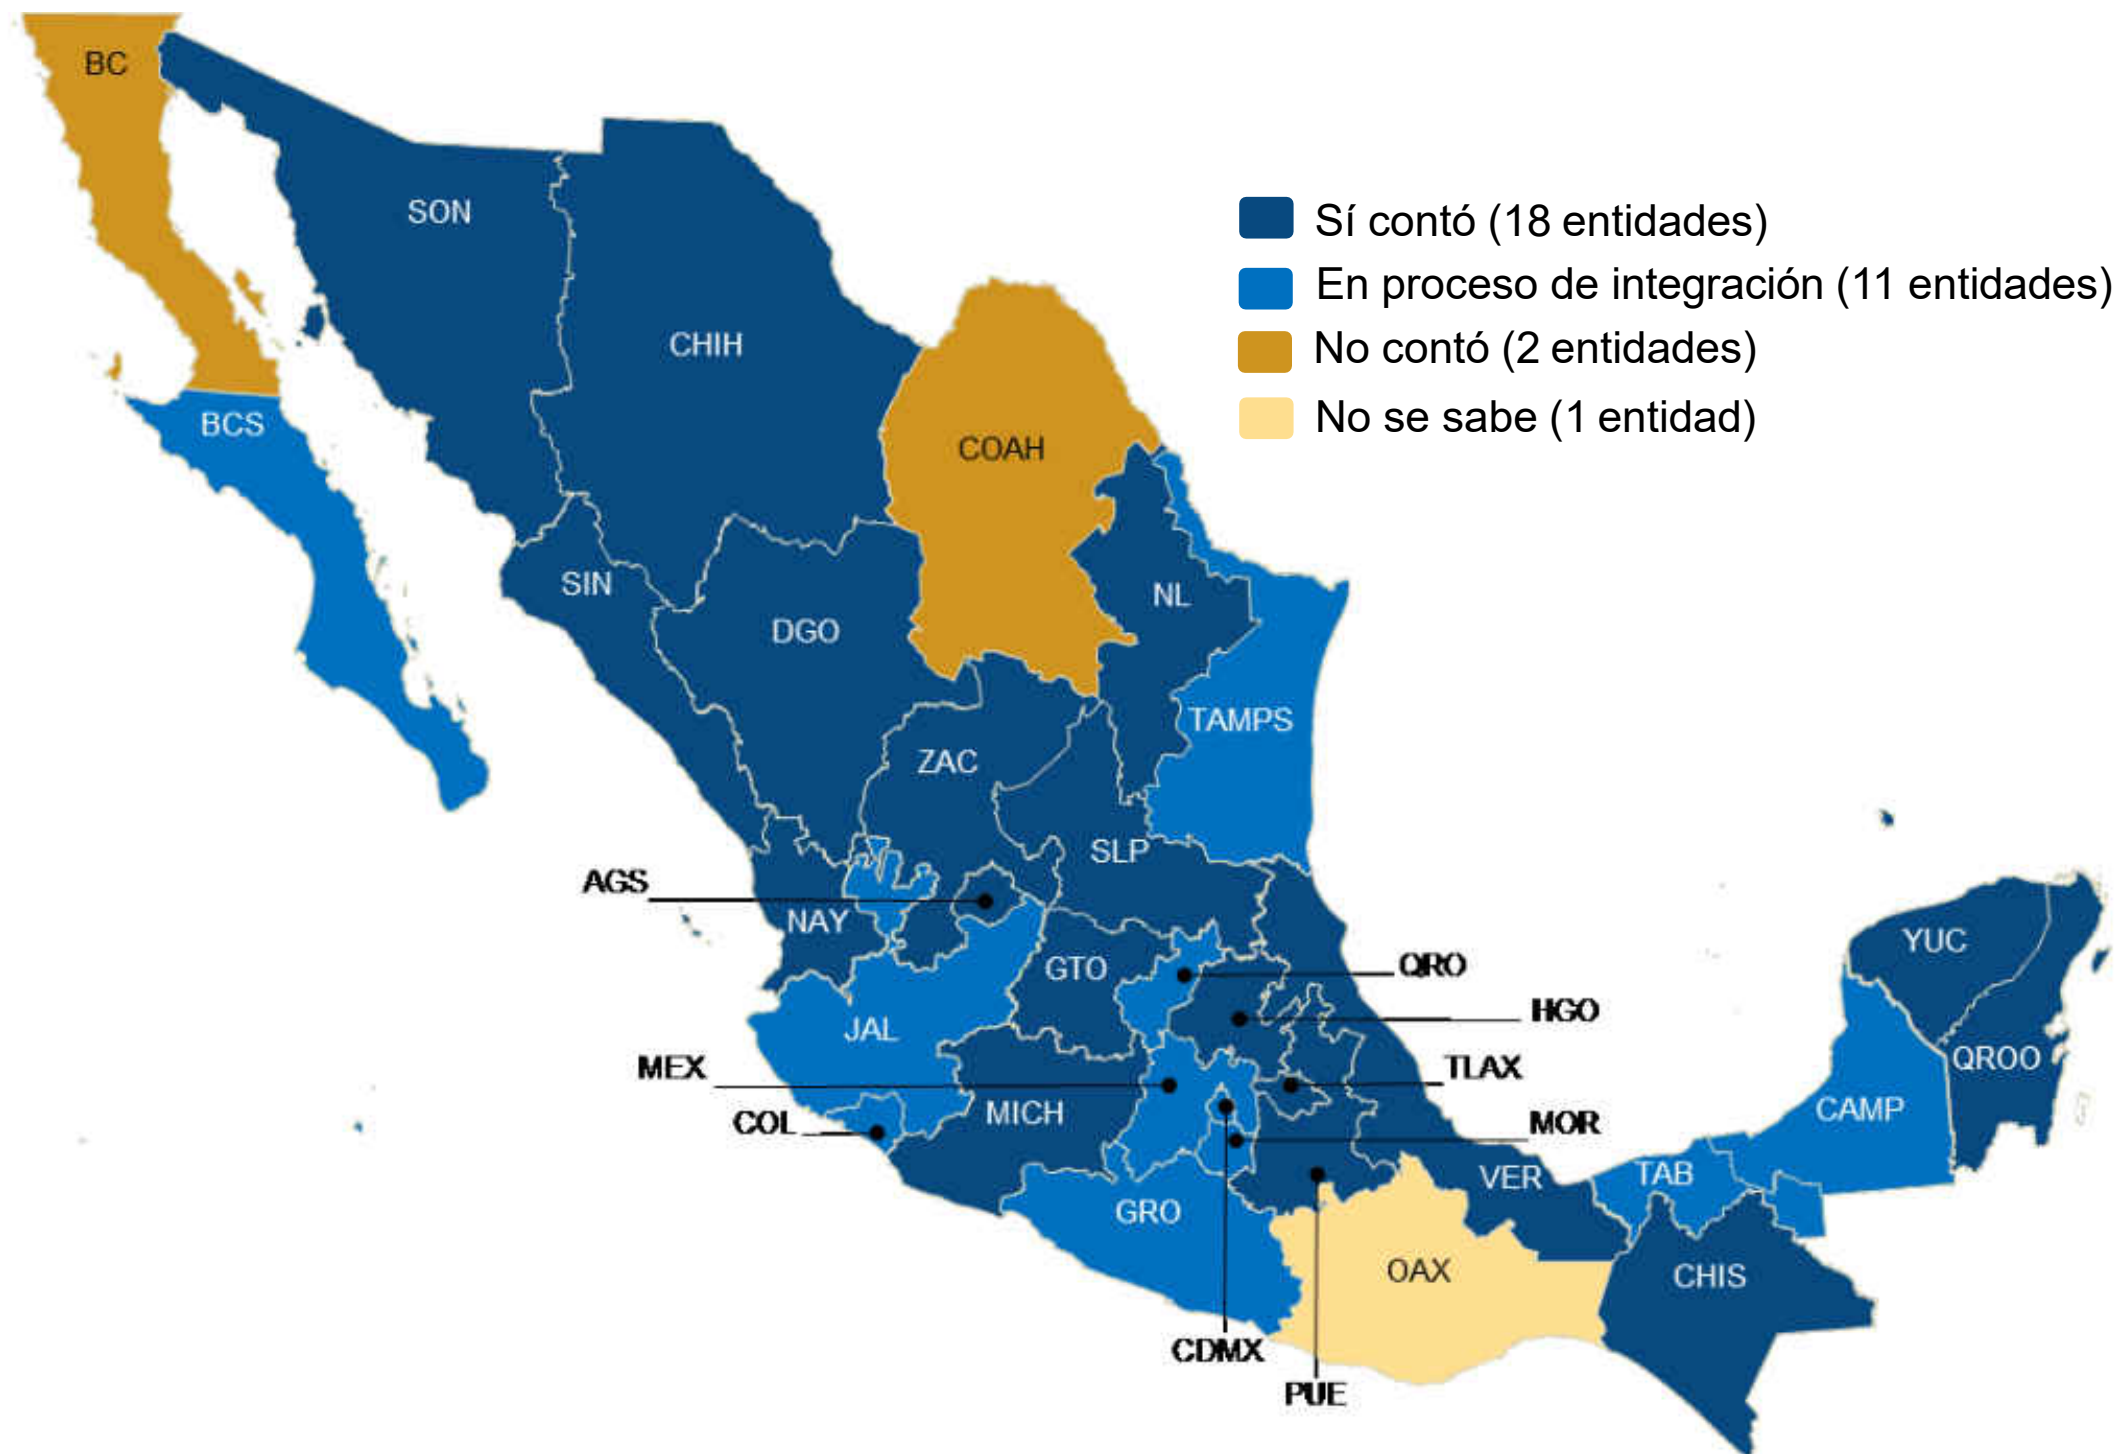 BC
SON
Sí contó (18 entidades)
En proceso de integración (11 entidades)
CHIH
No contó (2 entidades)
No se sabe (1 entidad)
BCS
COAH
SIN
NL
DGO
TAMPS
ZAC
SLP
AGS
NAY
YUC
GTO
QRO
HGO
JAL
QROO
MEX
TLAX
CAMP
MICH
COL
MOR
TAB
VER
GRO
OAX
CHIS
CDMX
PUE